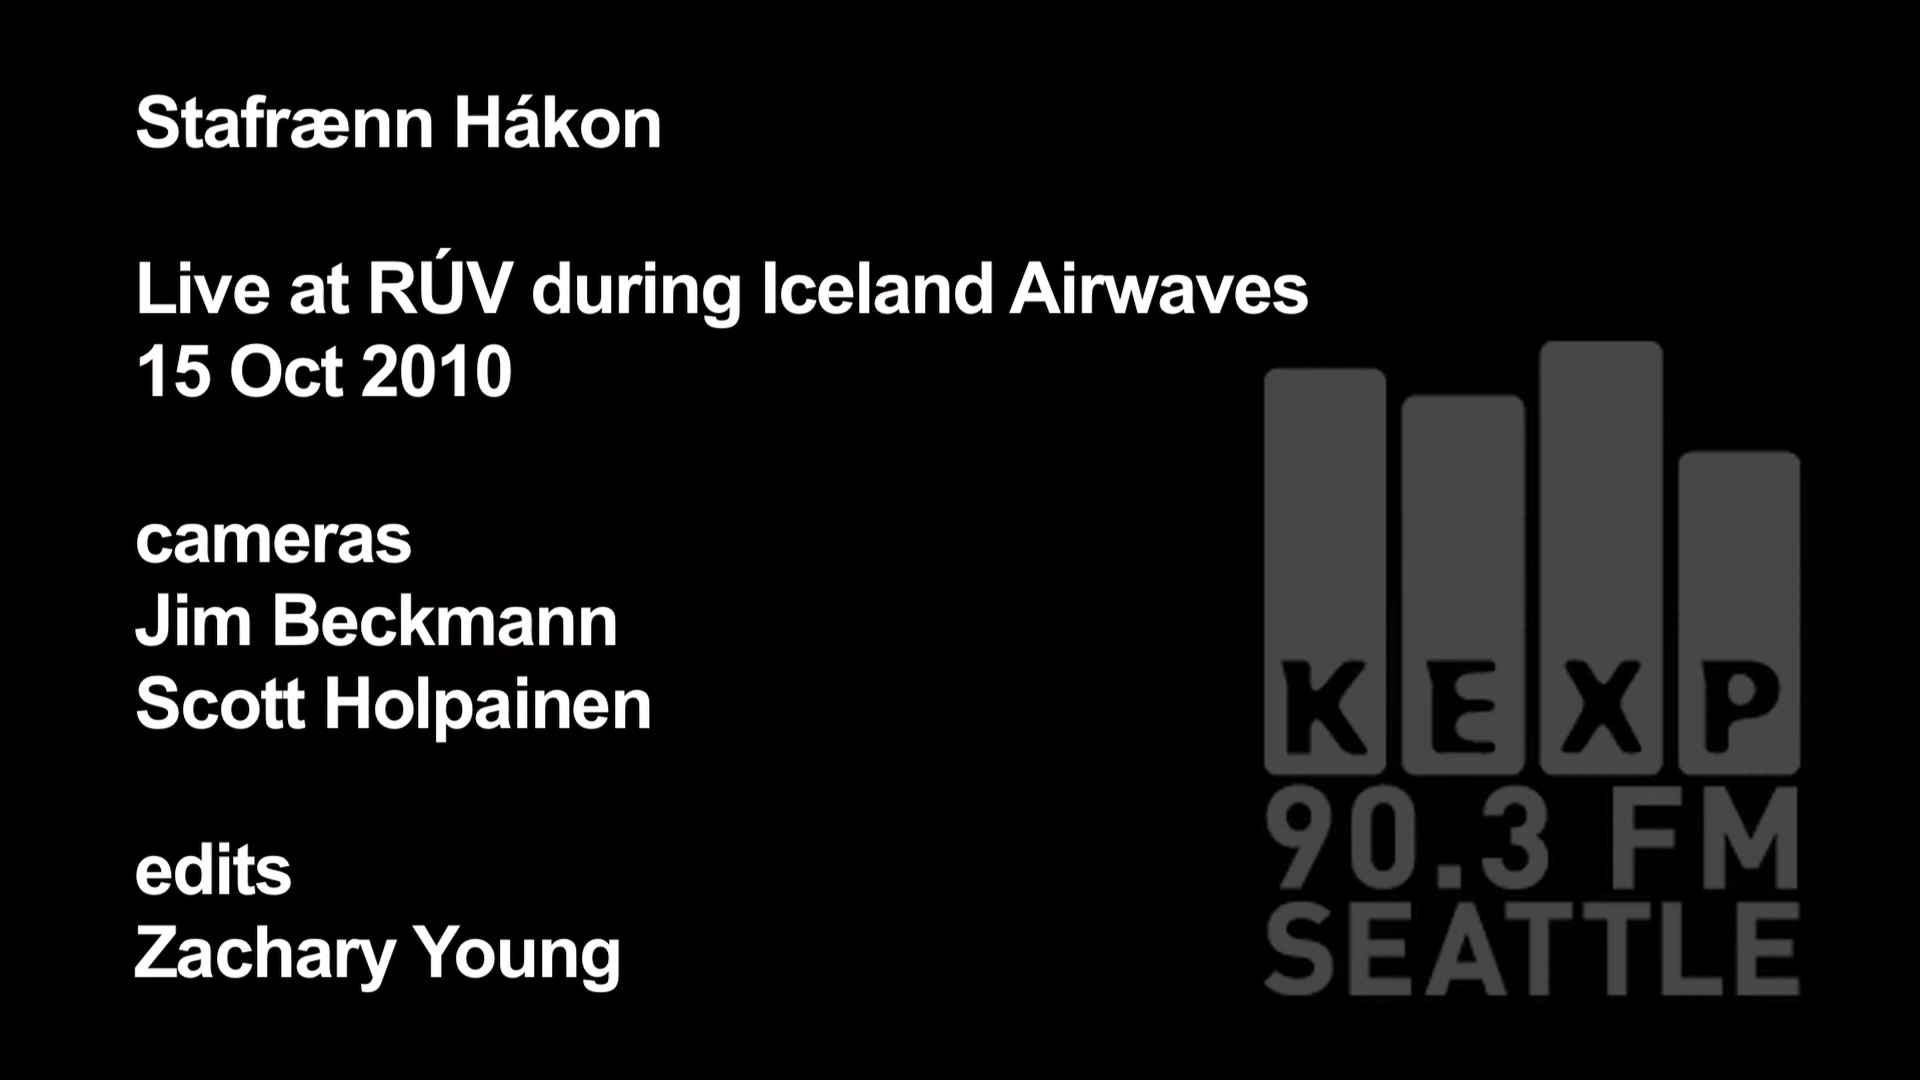 Stafrænn Hákon
Live at RÚV during Iceland Airwaves
15 Oct 2010
cameras
Jim Beckmann
Scott Holpainen
edits
Zachary Young
KEXP
90.3 FM
SEATTLE